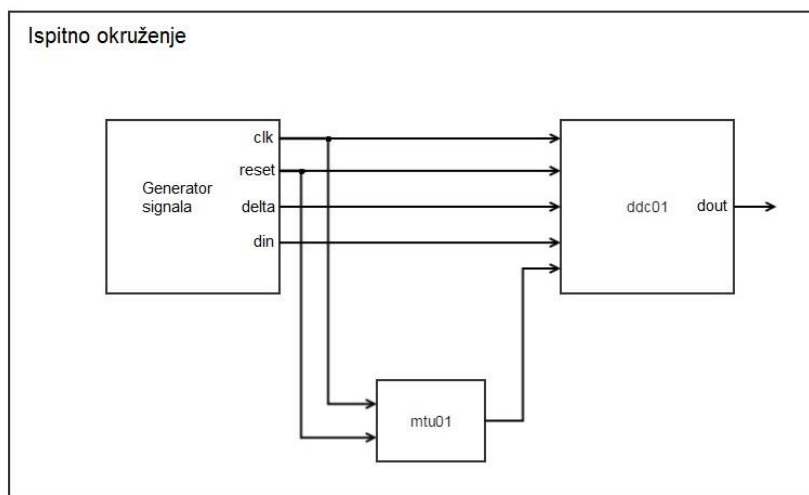 Ispitno okruženje
clk
reset
Generator
signala
delta
din
ddc01
dout
mtu01